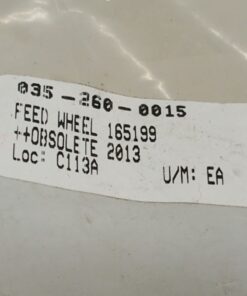 035-260-0015
FEED WHEEL 165199
++OBSOLETE 2013
Loc: C113A
U/M: EA